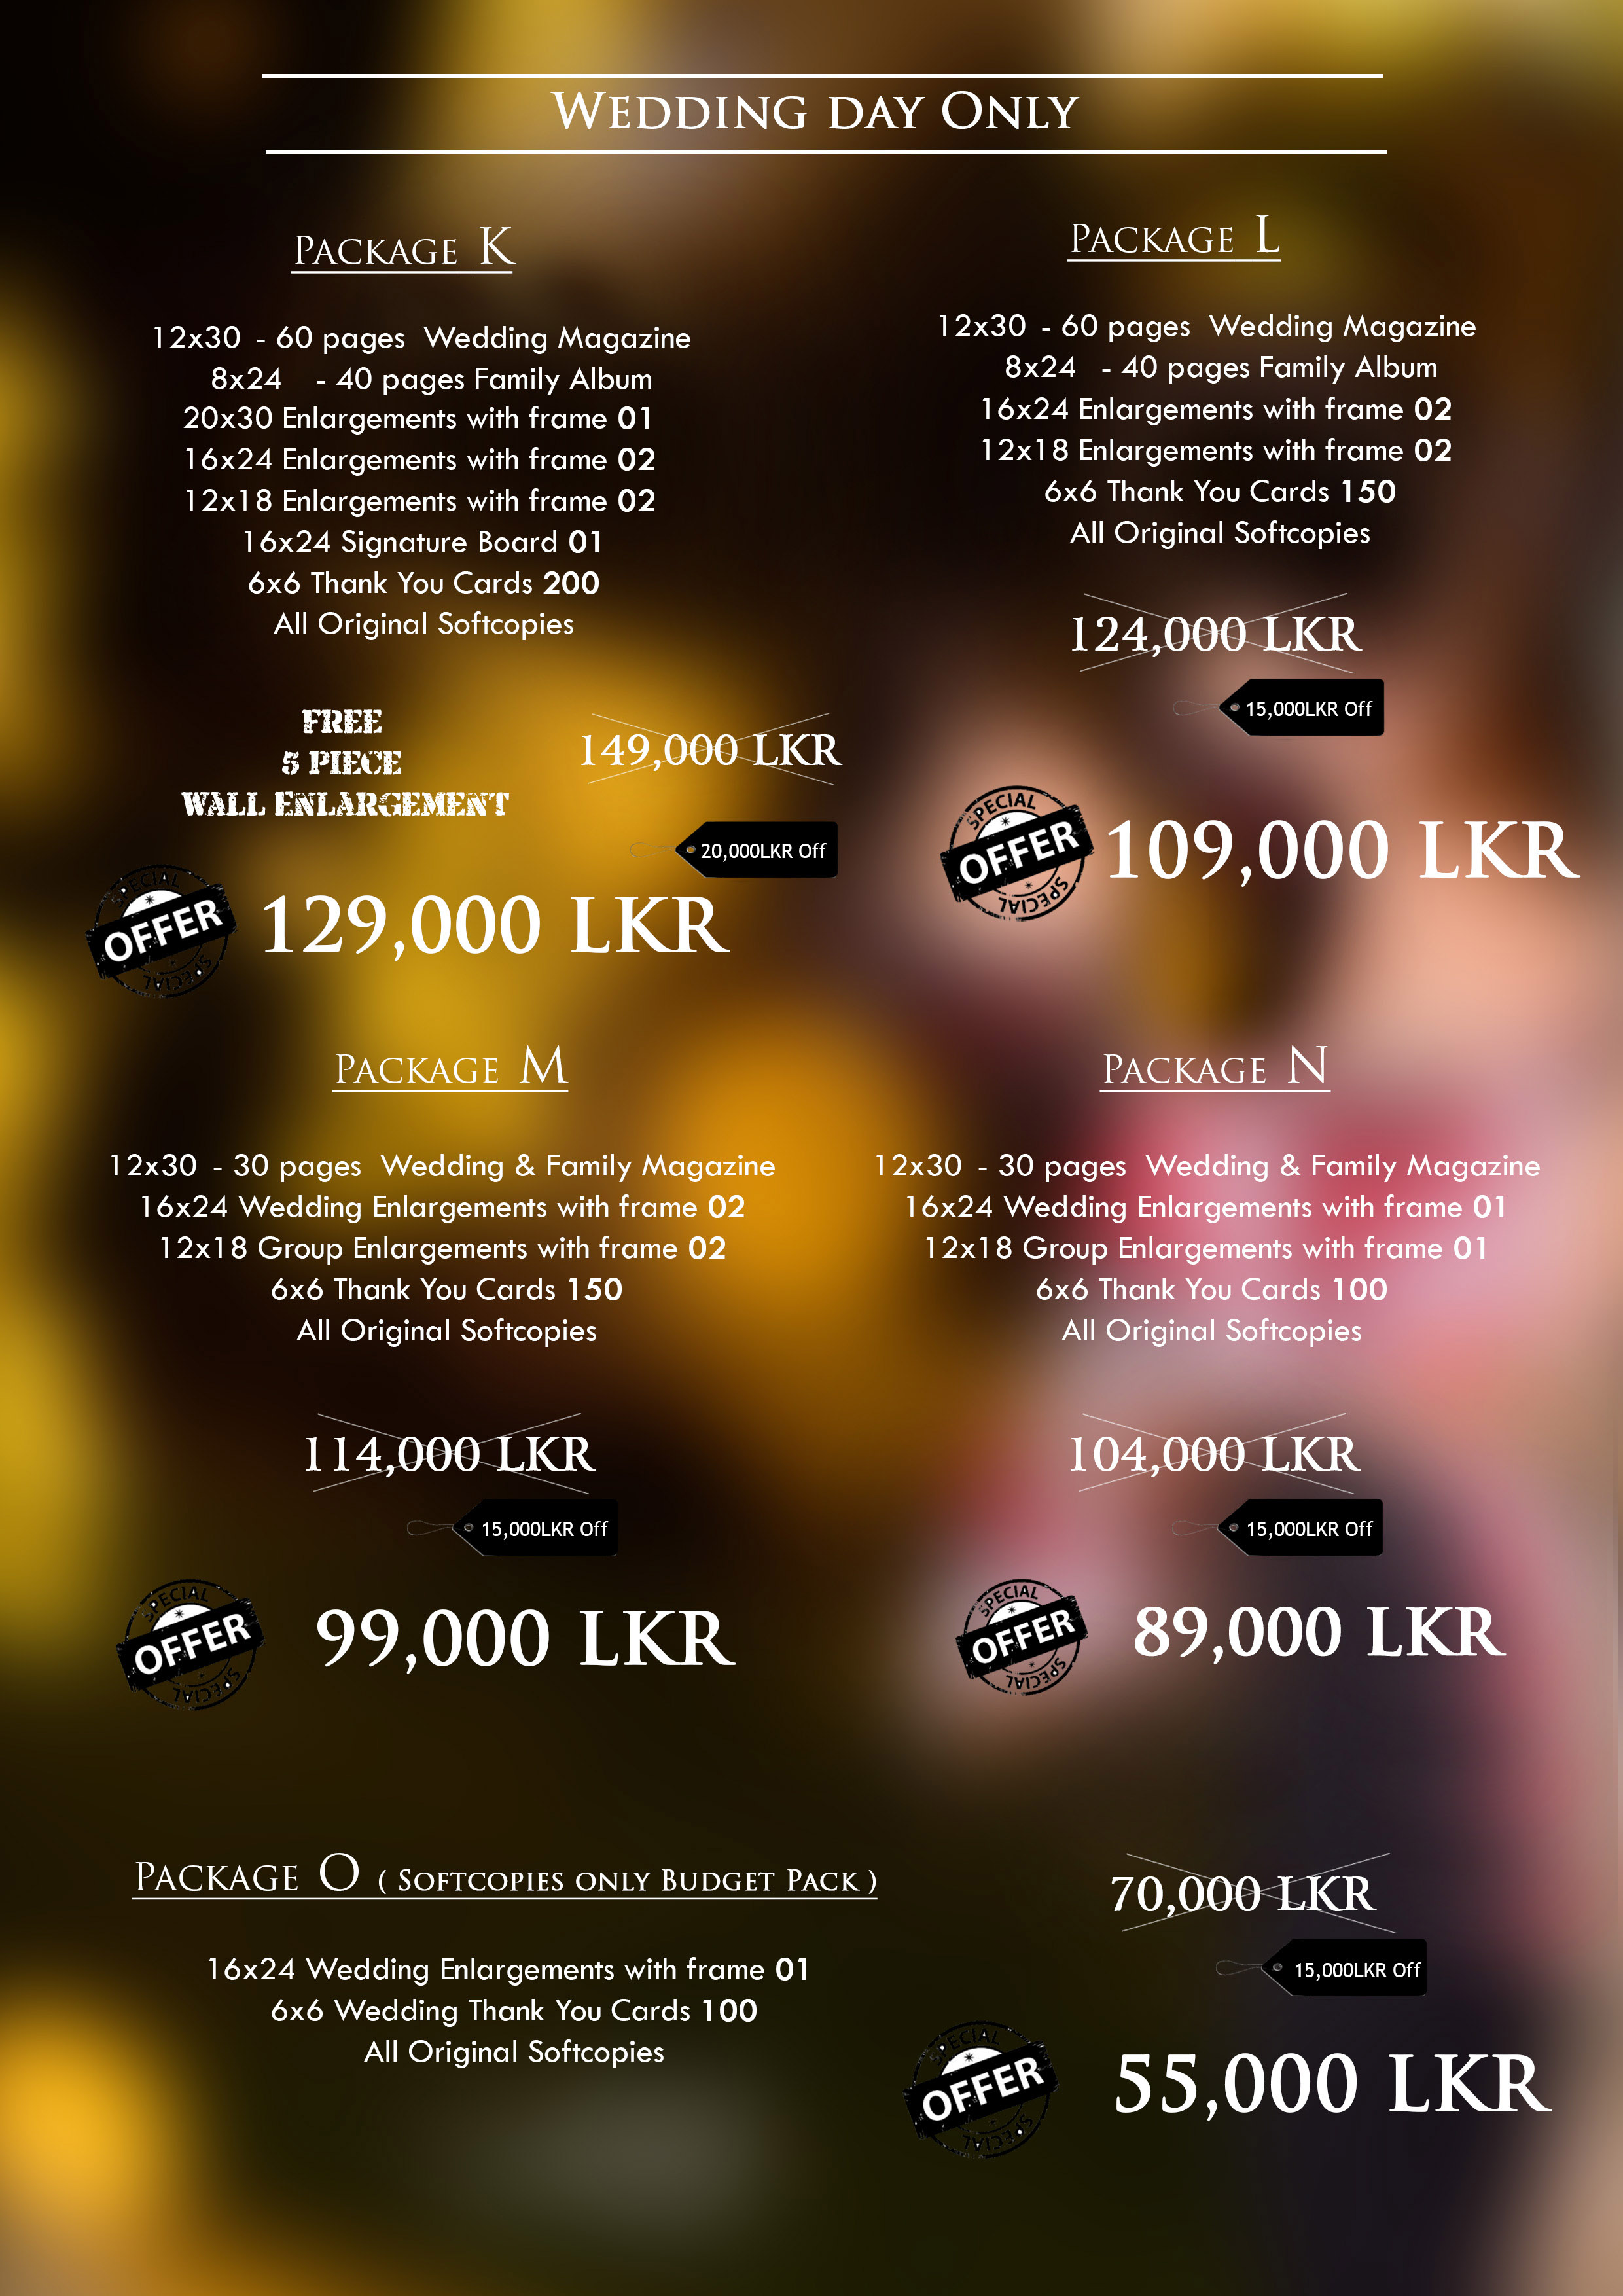 Wedding day Only
Package K
12x30 - 60 pages Wedding Magazine
8x24 - 40 pages Family Album
20x30 Enlargements with frame 01
16x24 Enlargements with frame 02
12x18 Enlargements with frame 02
16x24 Signature Board 01
6x6 Thank You Cards 200
All Original Softcopies
FREE
5 PIECE
WALL ENLARGEMENT
149,000 LKR
20,000LKR Off
SPECIAL
OFFER
SPECIAL
129,000 LKR
Package L
12x30 - 60 pages Wedding Magazine
8x24 - 40 pages Family Album
16x24 Enlargements with frame 02
12x18 Enlargements with frame 02
6x6 Thank You Cards 150
All Original Softcopies
124,000 LKR
15,000LKR Off
SPECIAL
OFFER
SPECIAL
109,000 LKR
Package M
12x30 - 30 pages Wedding & Family Magazine
16x24 Wedding Enlargements with frame 02
12x18 Group Enlargements with frame 02
6x6 Thank You Cards 150
All Original Softcopies
114,000 LKR
15,000LKR Off
SPECIAL
OFFER
SPECIAL
99,000 LKR
Package N
12x30 - 30 pages Wedding & Family Magazine
16x24 Wedding Enlargements with frame 01
12x18 Group Enlargements with frame 01
6x6 Thank You Cards 100
All Original Softcopies
104,000 LKR
15,000LKR Off
SPECIAL
OFFER
SPECIAL
89,000 LKR
Package O ( Softcopies only Budget Pack )
16x24 Wedding Enlargements with frame 01
6x6 Wedding Thank You Cards 100
All Original Softcopies
70,000 LKR
15,000LKR Off
SPECIAL
OFFER
SPECIAL
55,000 LKR